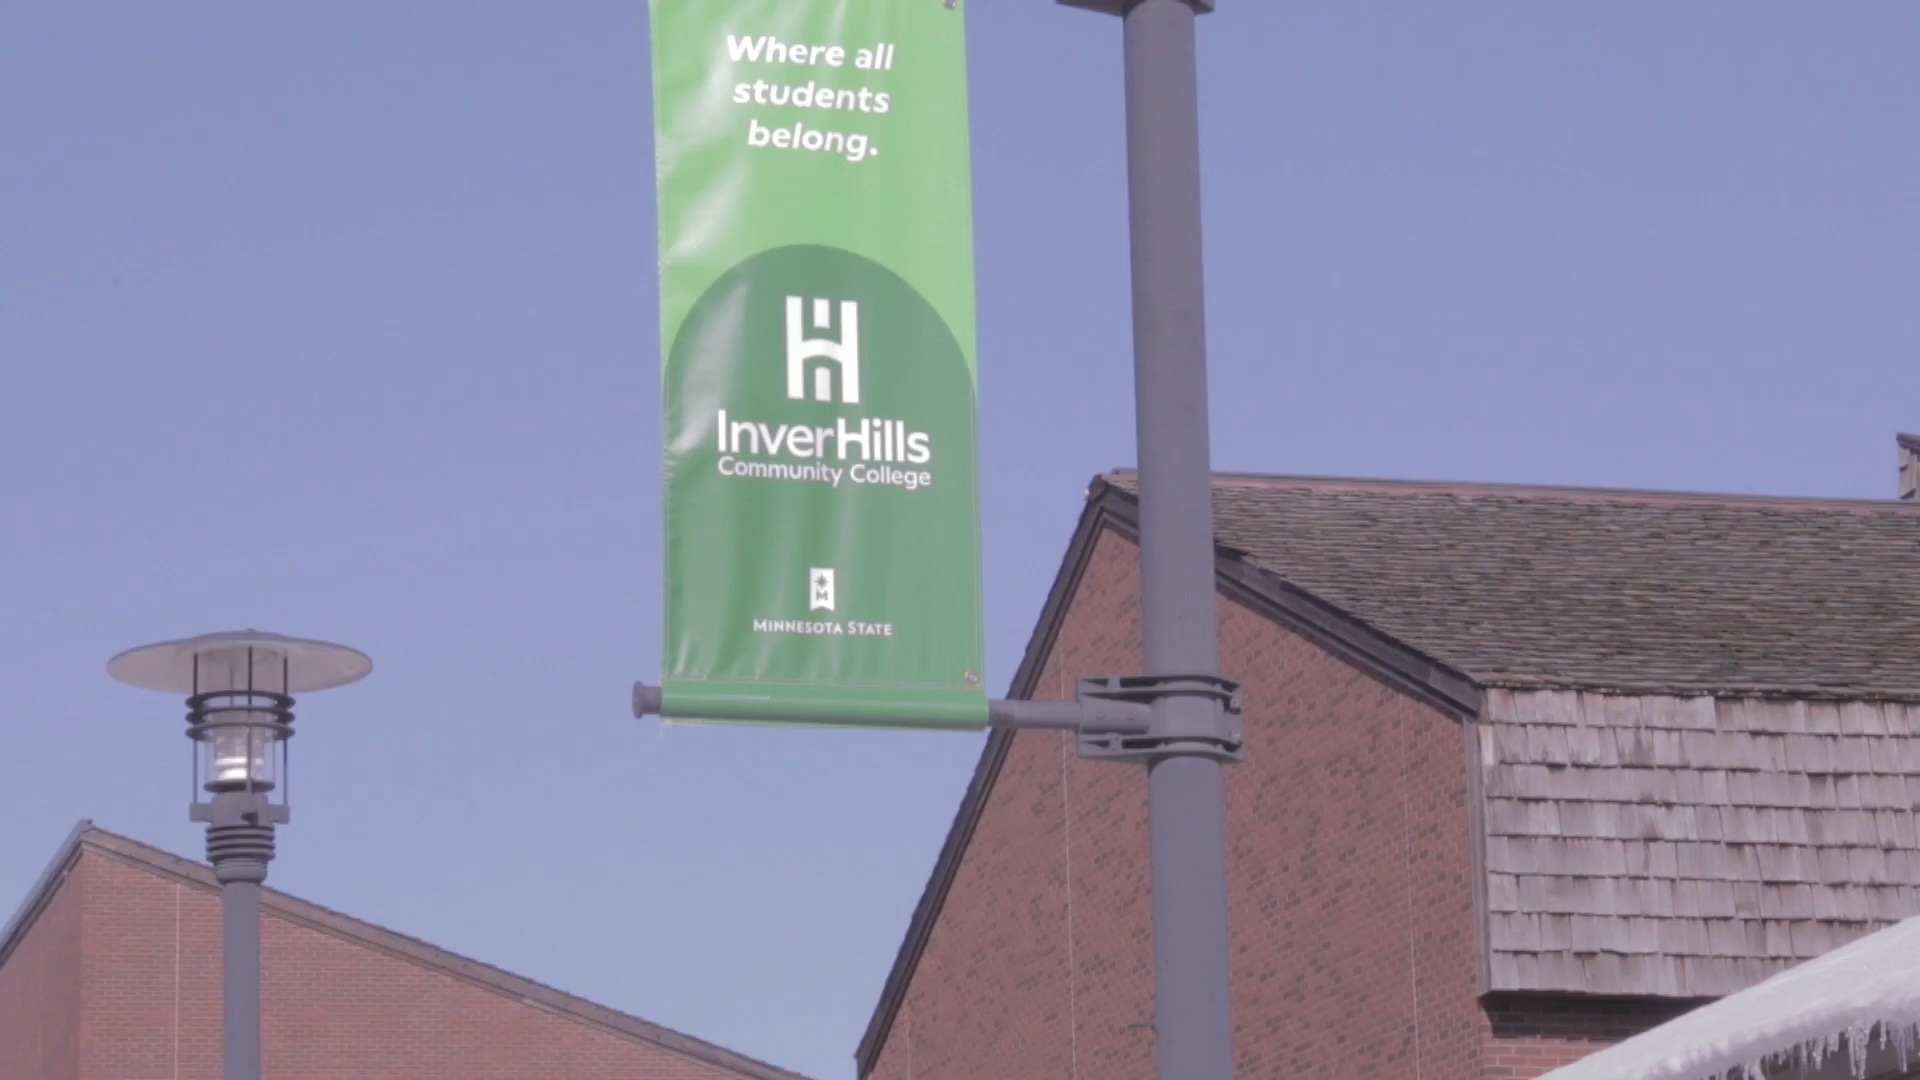 Where all
students
belong.
InverHills
Community College
M
MINNESOTA STATE